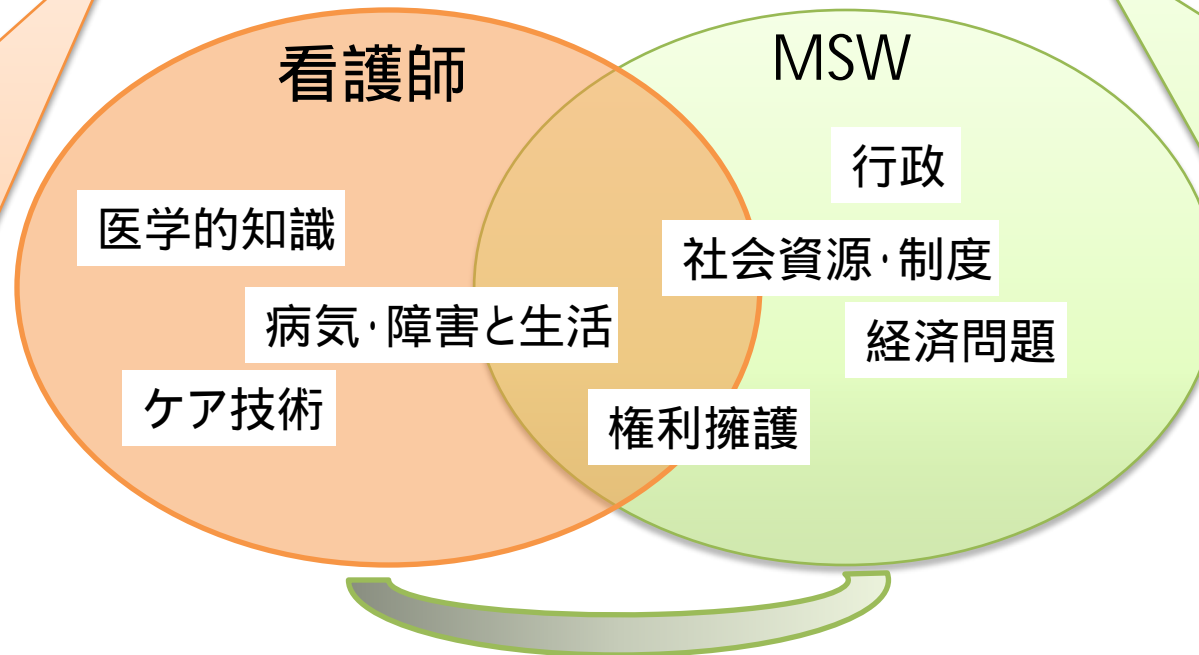 看護師
MSW
行政
医学的知識
社会資源・制度
病気・障害と生活
経済問題
ケア技術
権利擁護